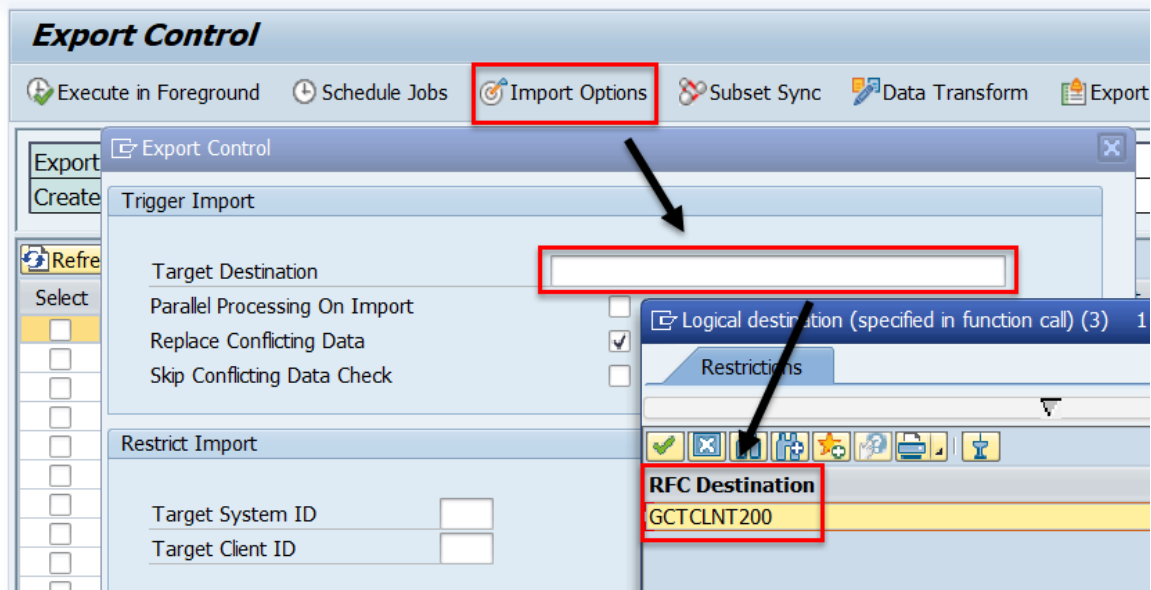 Export Control
Execute in Foreground Schedule Jobs Import Options Subset Sync Data Transform Export
Export
Create
Export Control
Trigger Import
Target Destination
Parallel Processing On Import
Replace Conflicting Data
Skip Conflicting Data Check
Refre
Select
Logical destination (specified in function call) (3) 1
Restrictions
Restrict Import
Target System ID
Target Client ID
RFC Destination
GCTCLNT200